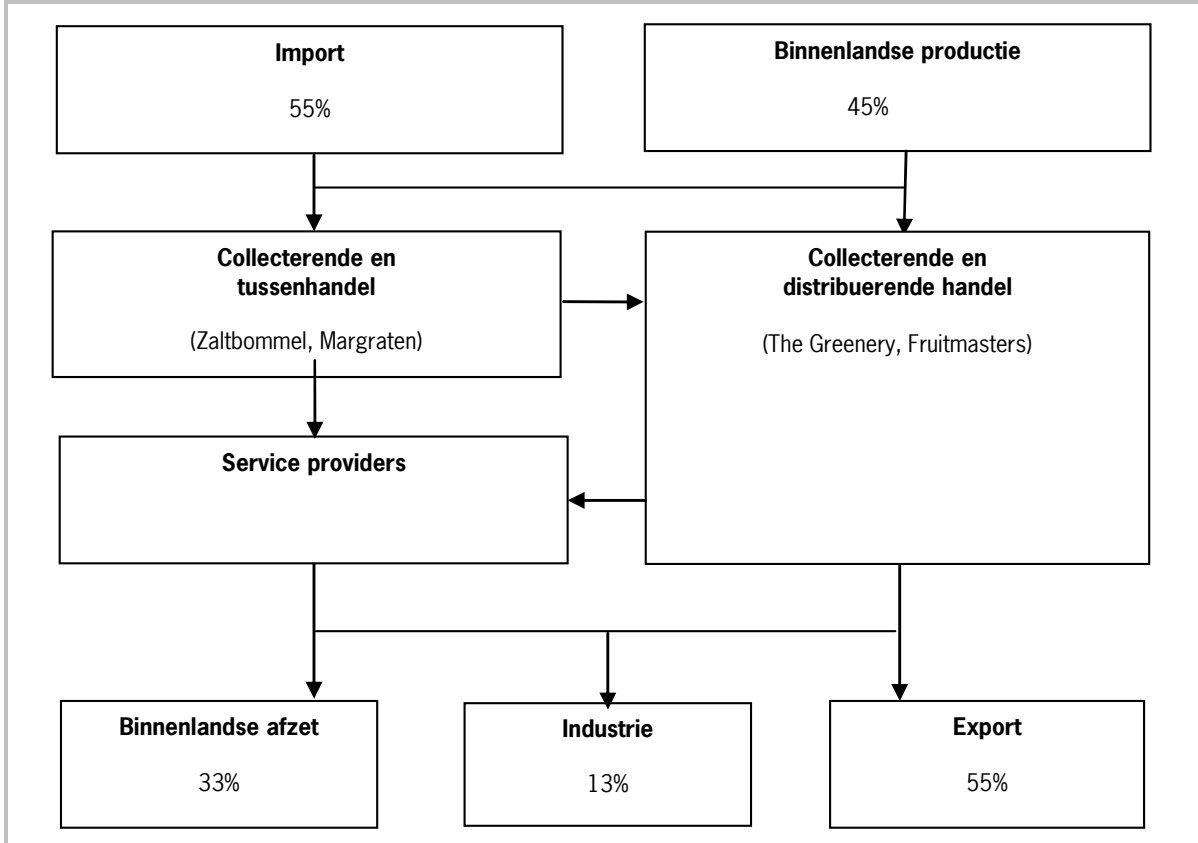 Import
55%
Binnenlandse productie
45%
Collecterende en
tussenhandel
(Zaltbommel, Margraten)
Collecterende en
distribuerende handel
(The Greenery, Fruitmasters)
Service providers
Binnenlandse afzet
33%
Industrie
13%
Export
55%